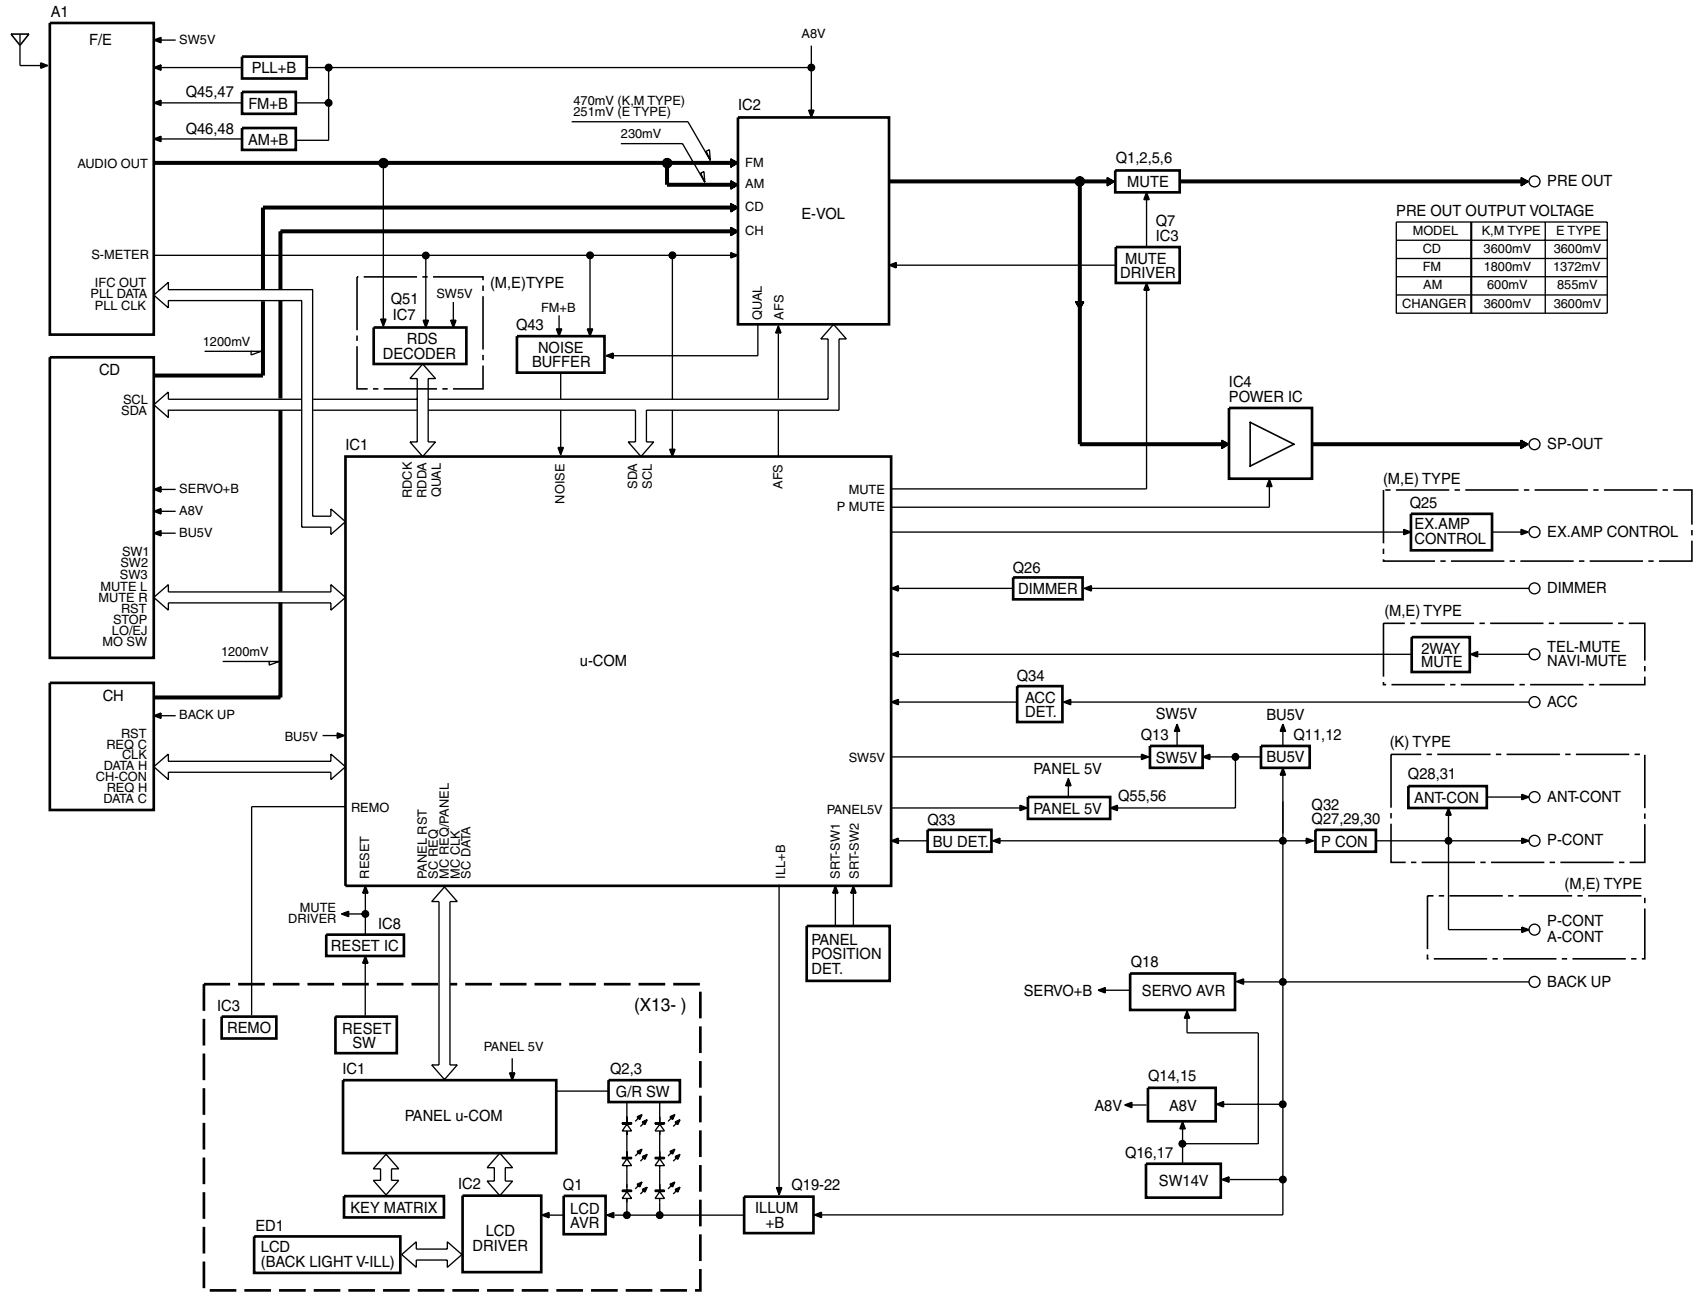 A1
F/E
SW5V
PLL+B
Q45,47
FM+B
Q46,48
AM+B
AUDIO OUT
S-METER
IFC OUT
PLL DATA
PLL CLK
A8V
470mV (K,M TYPE)
251mV (E TYPE)
230mV
IC2
FM
AM
CD
CH
E-VOL
QUAL
AFS
Q1,2,5,6
MUTE
PRE OUT
Q7
IC3
MUTE
DRIVER
PRE OUT OUTPUT VOLTAGE
MODEL K,M TYPE E TYPE
CD 3600mV 3600mV
FM 1800mV 1372mV
AM 600mV 855mV
CHANGER 3600mV 3600mV
(M,E)TYPE
Q51
IC7
SW5V
RDS
DECODER
FM+B
Q43
NOISE
BUFFER
1200mV
CD
SCL
SDA
SERVO+B
A8V
BU5V
SW1
SW2
SW3
MUTE L
MUTE R
RST
STOP
LO/EJ
MO SW
1200mV
CH
BACK UP
RST
REQ C
CLK
DATA H
CH-CON
REQ H
DATA C
IC4
POWER IC
SP-OUT
IC1
RDCK
RDDA
QUAL
NOISE
SDA
SCL
AFS
MUTE
P MUTE
u-COM
BU5V
REMO
RESET
PANEL RST
SC REQ
MC REQ/PANEL
MC CLK
SC DATA
ILL+B
SRT-SW1
SRT-SW2
SW5V
PANEL5V
(M,E) TYPE
Q25
EX.AMP
CONTROL
EX.AMP CONTROL
Q26
DIMMER
DIMMER
(M,E) TYPE
2WAY
MUTE
TEL-MUTE
NAVI-MUTE
Q34
ACC
DET.
ACC
SW5V
Q13
SW5V
BU5V
Q11,12
BU5V
PANEL 5V
PANEL 5V
Q55,56
Q33
BU DET.
Q32
Q27,29,30
P CON
(K) TYPE
Q28,31
ANT-CON
ANT-CONT
P-CONT
(M,E) TYPE
P-CONT
A-CONT
MUTE
DRIVER
IC8
RESET IC
PANEL
POSITION
DET.
Q18
SERVO+B
SERVO AVR
BACK UP
(X13- )
IC3
REMO
RESET
SW
IC1
PANEL 5V
PANEL u-COM
Q2,3
G/R SW
Q14,15
A8V
A8V
Q16,17
SW14V
KEY MATRIX
IC2
LCD
DRIVER
Q1
LCD
AVR
Q19-22
ILLUM
+B
ED1
LCD
(BACK LIGHT V-ILL)